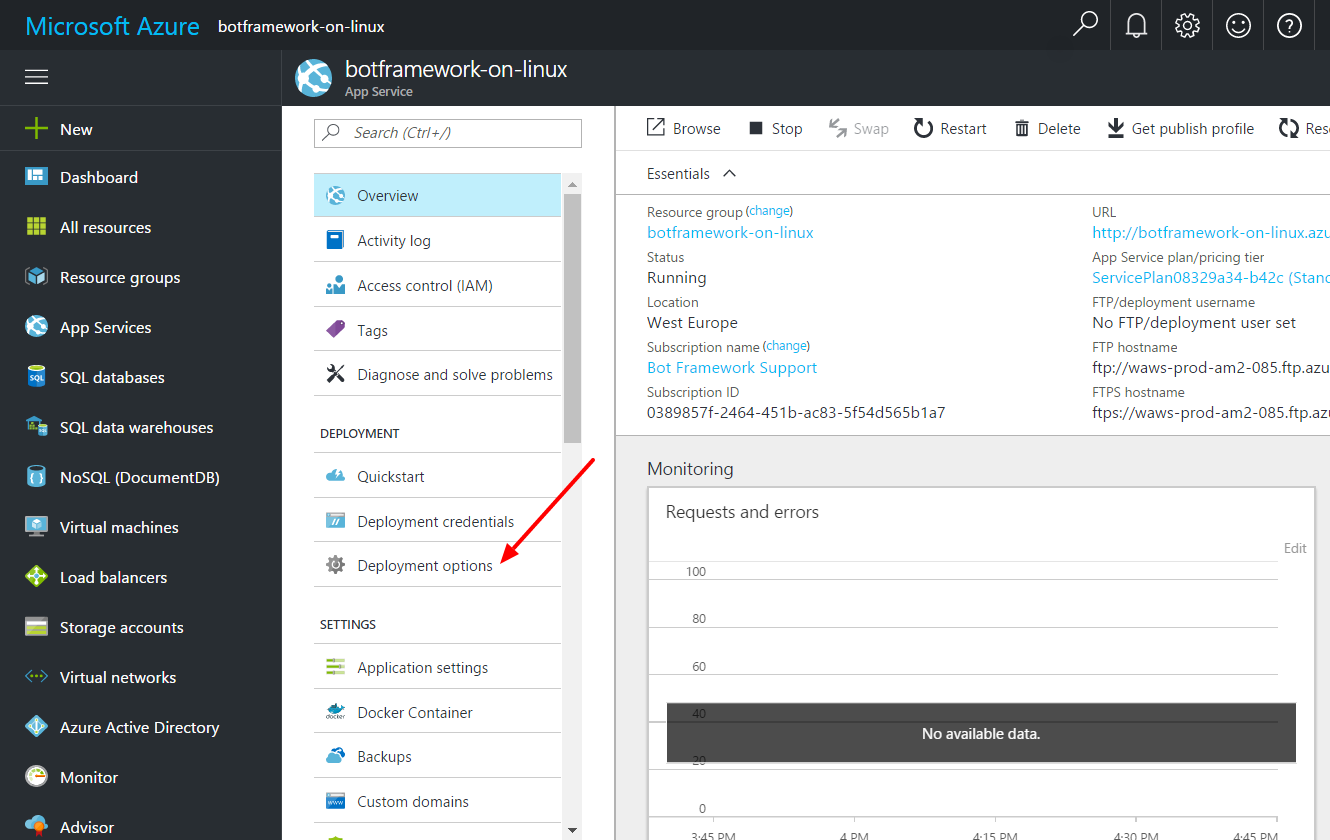 Microsoft Azure botframework-on-linux
botframework-on-linux
App Service
New
Dashboard
All resources
Resource groups
App Services
SQL databases
SQL data warehouses
NoSQL (DocumentDB)
Virtual machines
Load balancers
Storage accounts
Virtual networks
Azure Active Directory
Monitor
Advisor
Search (Ctrl+/)
Overview
Activity log
Access control (IAM)
Tags
Diagnose and solve problems
DEPLOYMENT
Quickstart
Deployment credentials
Deployment options
SETTINGS
Application settings
Docker Container
Backups
Custom domains
Browse Stop Swap Restart Delete Get publish profile Res
Essentials
Resource group (change)
botframework-on-linux
Status
Running
Location
West Europe
Subscription name (change)
Bot Framework Support
Subscription ID
0389857f-2464-451b-ac83-5f54d565b1a7
URL
http://botframework-on-linux.azu
App Service plan/pricing tier
ServicePlan08329a34-b42c (Stand
FTP/deployment username
No FTP/deployment user set
FTP hostname
ftp://waws-prod-am2-085.ftp.azu
FTPS hostname
ftps://waws-prod-am2-085.ftp.az
Monitoring
Requests and errors
Edit
100
80
60
40
No available data.
20
0
3:45 PM 4 PM 4:15 PM 4:30 PM 4:45 PM